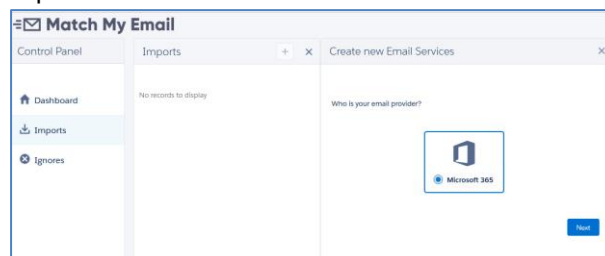 Match My Email
Control Panel
Imports
+
×
Create new Email Services
×
Dashboard
Imports
Ignores
No records to display
Who is your email provider?
Microsoft 365
Next